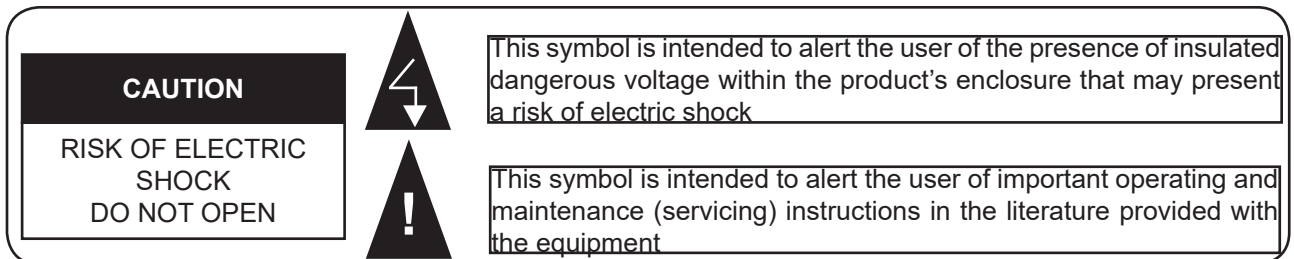 CAUTION
RISK OF ELECTRIC
SHOCK
DO NOT OPEN
This symbol is intended to alert the user of the presence of insulated
dangerous voltage within the product’s enclosure that may present
a risk of electric shock
!
This symbol is intended to alert the user of important operating and
maintenance (servicing) instructions in the literature provided with
the equipment